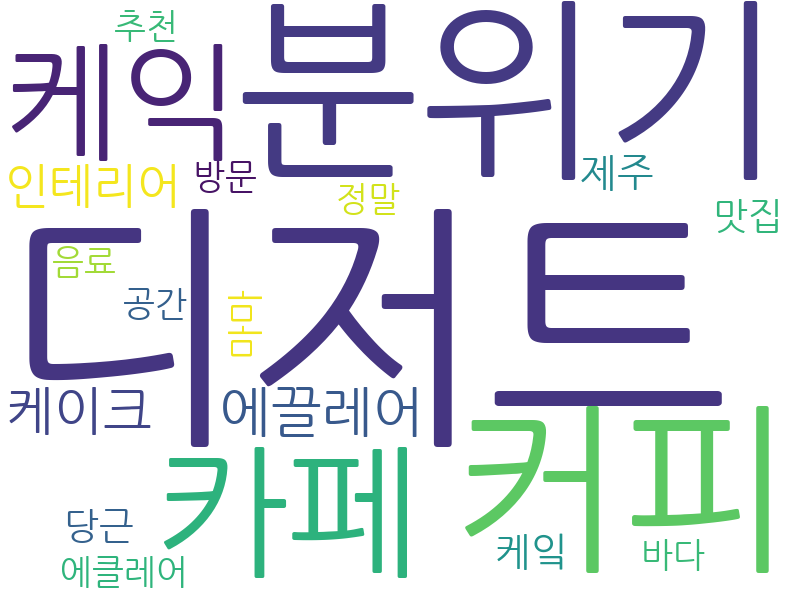 추천
케익 분위기
인테리어 방문 정말 제주
맛집
디저트
음료
공간
케이크 에끌레어
카페 커피
당근 케잌 바다
에클레어